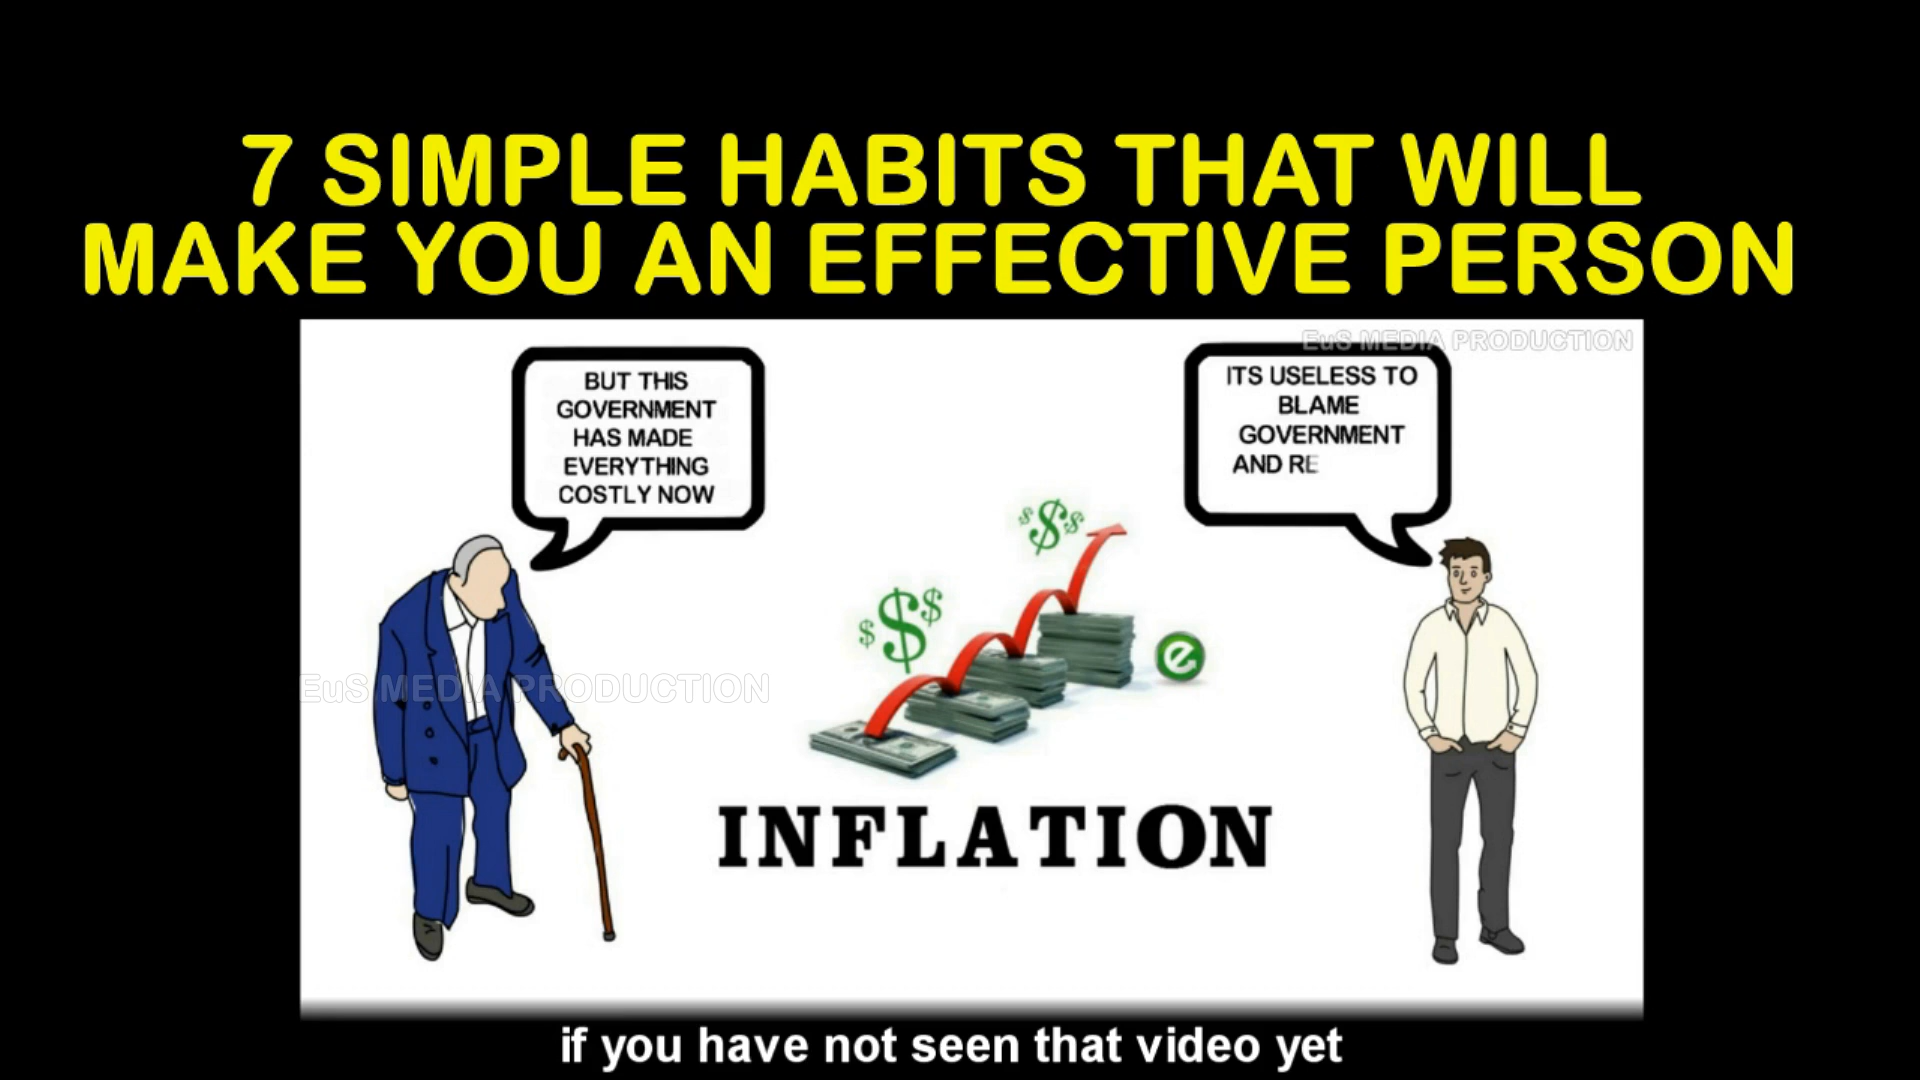 7 SIMPLE HABITS THAT WILL
MAKE YOU AN EFFECTIVE PERSON
EuS MEDIA PRODUCTION
BUT THIS
GOVERNMENT
HAS MADE
EVERYTHING
COSTLY NOW
ITS USELESS TO
BLAME
GOVERNMENT
AND RE
$ $ $
$ $ $
e
EuS MEDIA PRODUCTION
INFLATION
if you have not seen that video yet